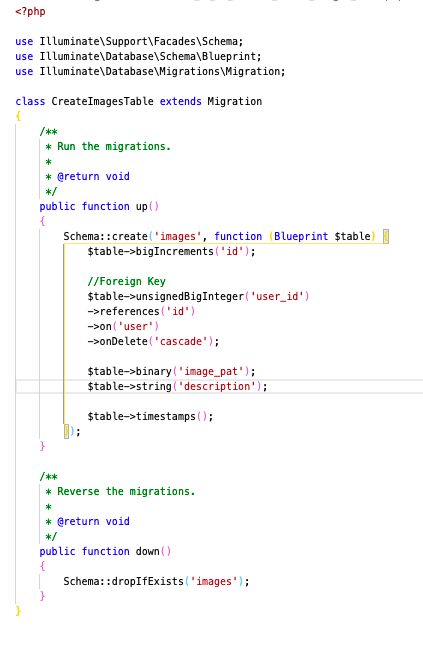 <?php
use Illuminate\Support\Facades\Schema;
use Illuminate\Database\Schema\Blueprint;
use Illuminate\Database\Migrations\Migration;
class CreateImagesTable extends Migration
{
/**
* Run the migrations.
*
* @return void
*/
public function up()
{
Schema::create('images', function (Blueprint $table) {
$table->bigIncrements('id');
//Foreign Key
$table->unsignedBigInteger('user_id')
->references('id')
->on('user')
->onDelete('cascade');
$table->binary('image_pat');
$table->string('description');
$table->timestamps();
});
}
/**
* Reverse the migrations.
*
* @return void
*/
public function down()
{
Schema::dropIfExists('images');
}
}